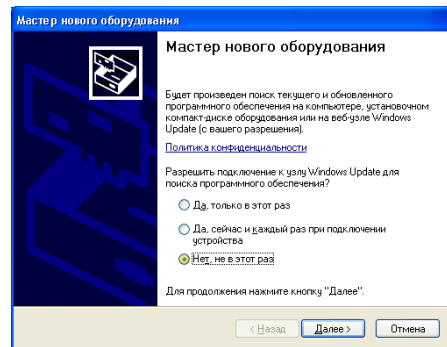 Мастер нового оборудования
Мастер нового оборудования
Будет произведен поиск текущего и обновленного
программного обеспечения на компьютере, установочном
компакт-диске оборудования или на веб-узле Windows
Update (с вашего разрешения).
Политика конфиденциальности
Разрешить подключение к узлу Windows Update для
поиска программного обеспечения?
Да, только в этот раз
Да, сейчас и каждый раз при подключении
устройства
Нет, не в этот раз
Для продолжения нажмите кнопку "Далее".
< Назад Далее > Отмена